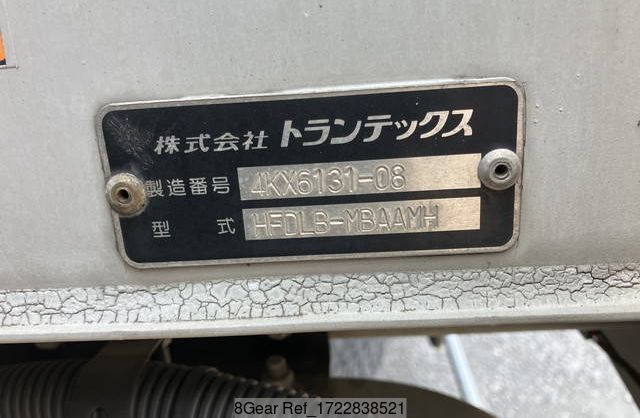 株式会社 トランテックス
製造番号 4KX6131-08
型式 HFDLB-MBAAMH
8Gear Ref_1722838521